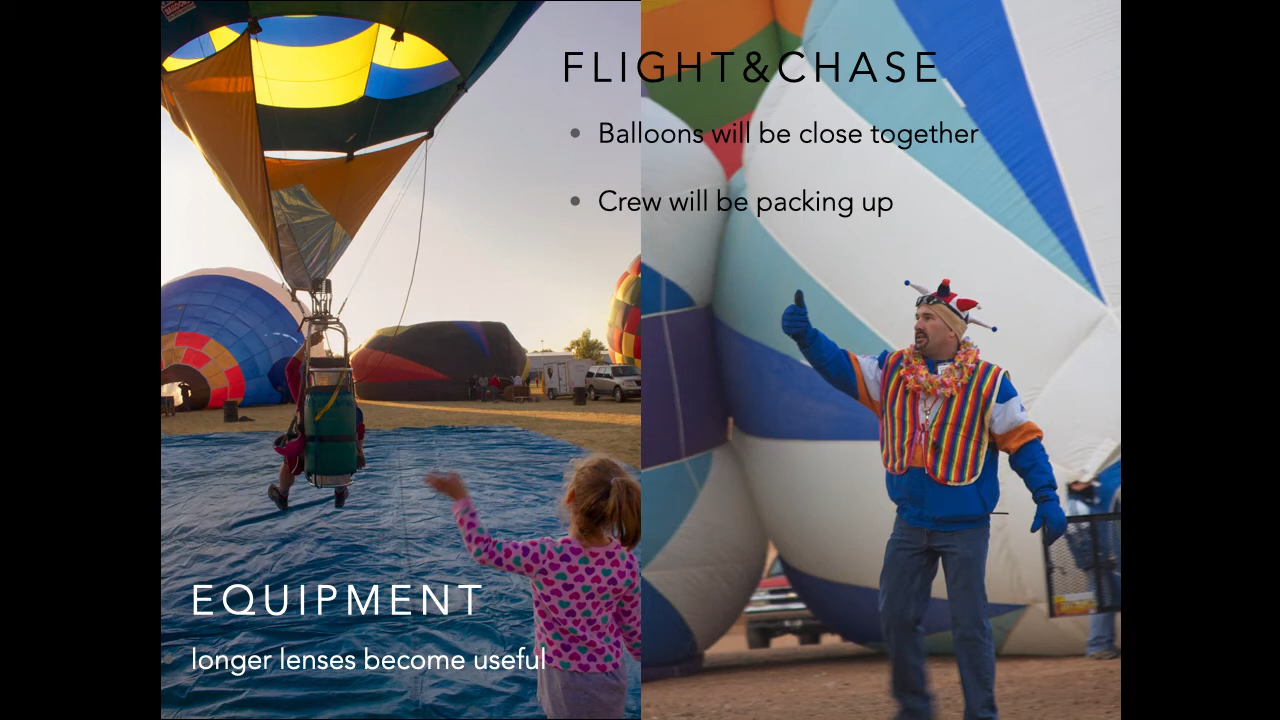 FLIGHT&CHASE
Balloons will be close together
Crew will be packing up
EQUIPMENT
longer lenses become useful